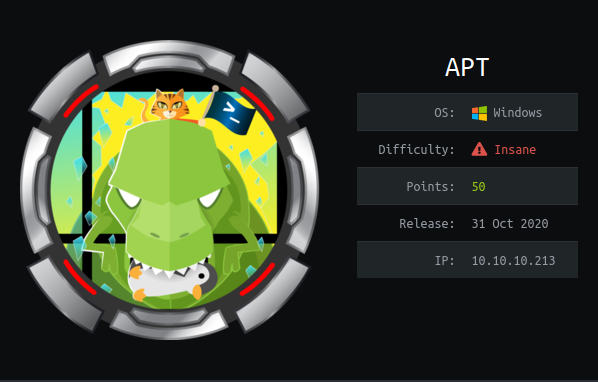 APT
OS: Windows
Difficulty: Insane
Points: 50
Release: 31 Oct 2020
IP: 10.10.10.213